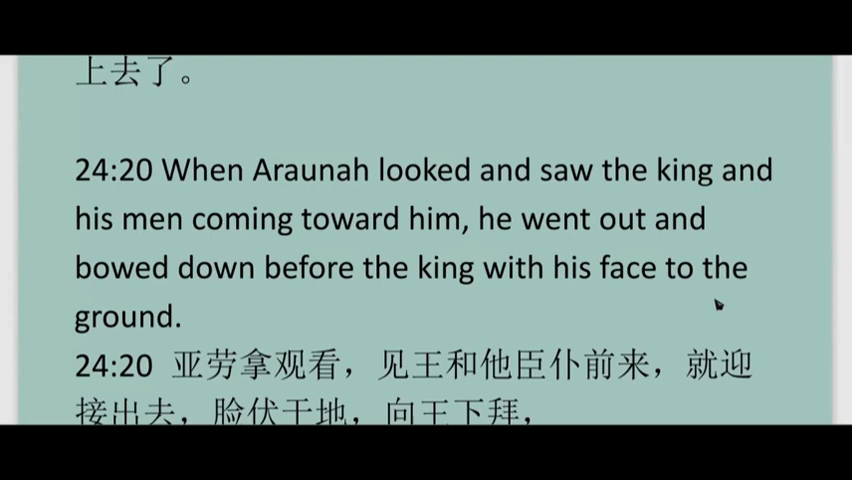 上去了。
24:20 When Araunah looked and saw the king and
his men coming toward him, he went out and
bowed down before the king with his face to the
ground.
24:20 亚劳拿观看，见王和他臣仆前来，就迎
接出去，脸伏于地，向王下拜，